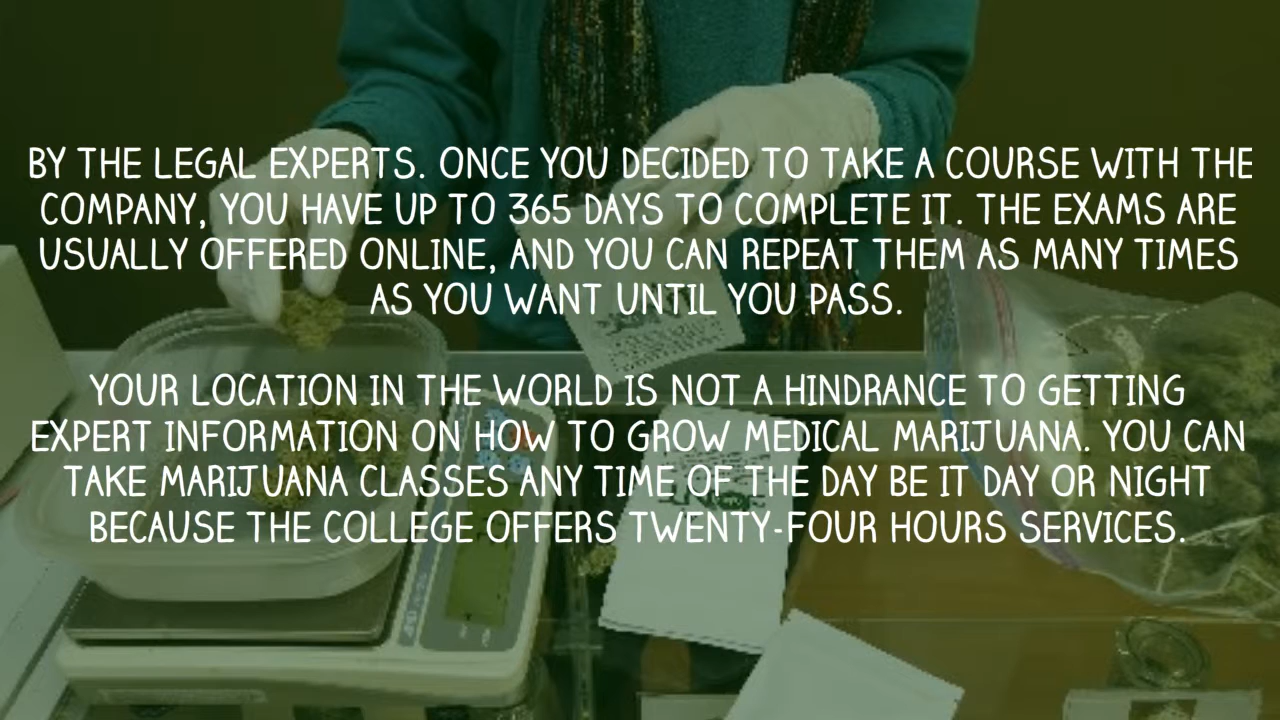 BY THE LEGAL EXPERTS. ONCE YOU DECIDED TO TAKE A COURSE WITH THE
COMPANY, YOU HAVE UP TO 365 DAYS TO COMPLETE IT. THE EXAMS ARE
USUALLY OFFERED ONLINE, AND YOU CAN REPEAT THEM AS MANY TIMES
AS YOU WANT UNTIL YOU PASS.
YOUR LOCATION IN THE WORLD IS NOT A HINDRANCE TO GETTING
EXPERT INFORMATION ON HOW TO GROW MEDICAL MARIJUANA. YOU CAN
TAKE MARIJUANA CLASSES ANY TIME OF THE DAY BE IT DAY OR NIGHT
BECAUSE THE COLLEGE OFFERS TWENTY-FOUR HOURS SERVICES.